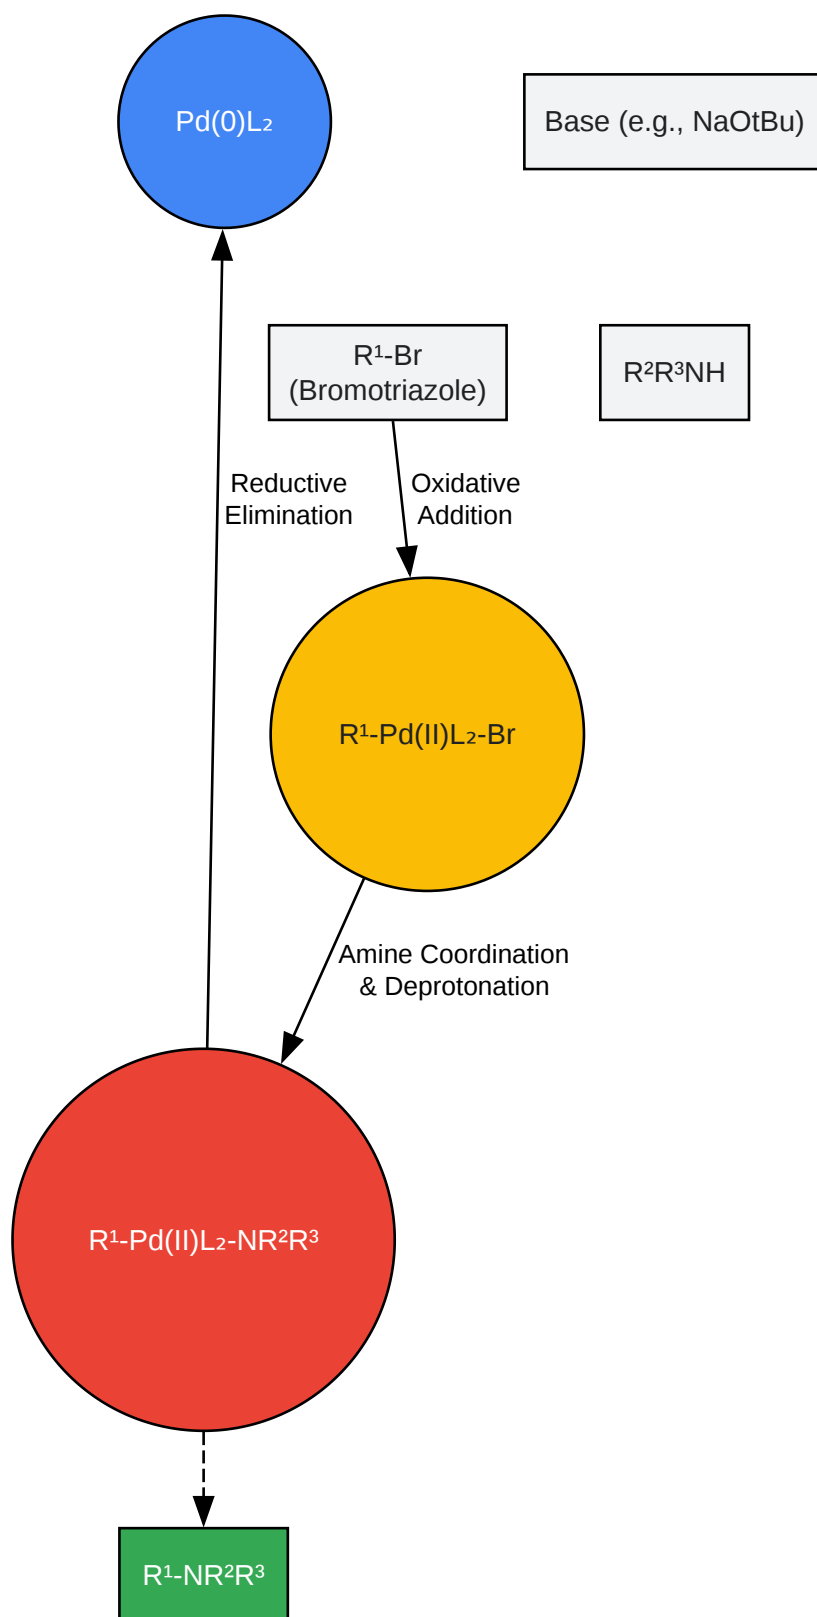 Pd(0)L₂
Base (e.g., NaOtBu)
R¹-Br
(Bromotriazole)
R²R³NH
Reductive
Elimination
Oxidative
Addition
R¹-Pd(II)L₂-Br
Amine Coordination
& Deprotonation
R¹-Pd(II)L₂-NR²R³
R¹-NR²R³